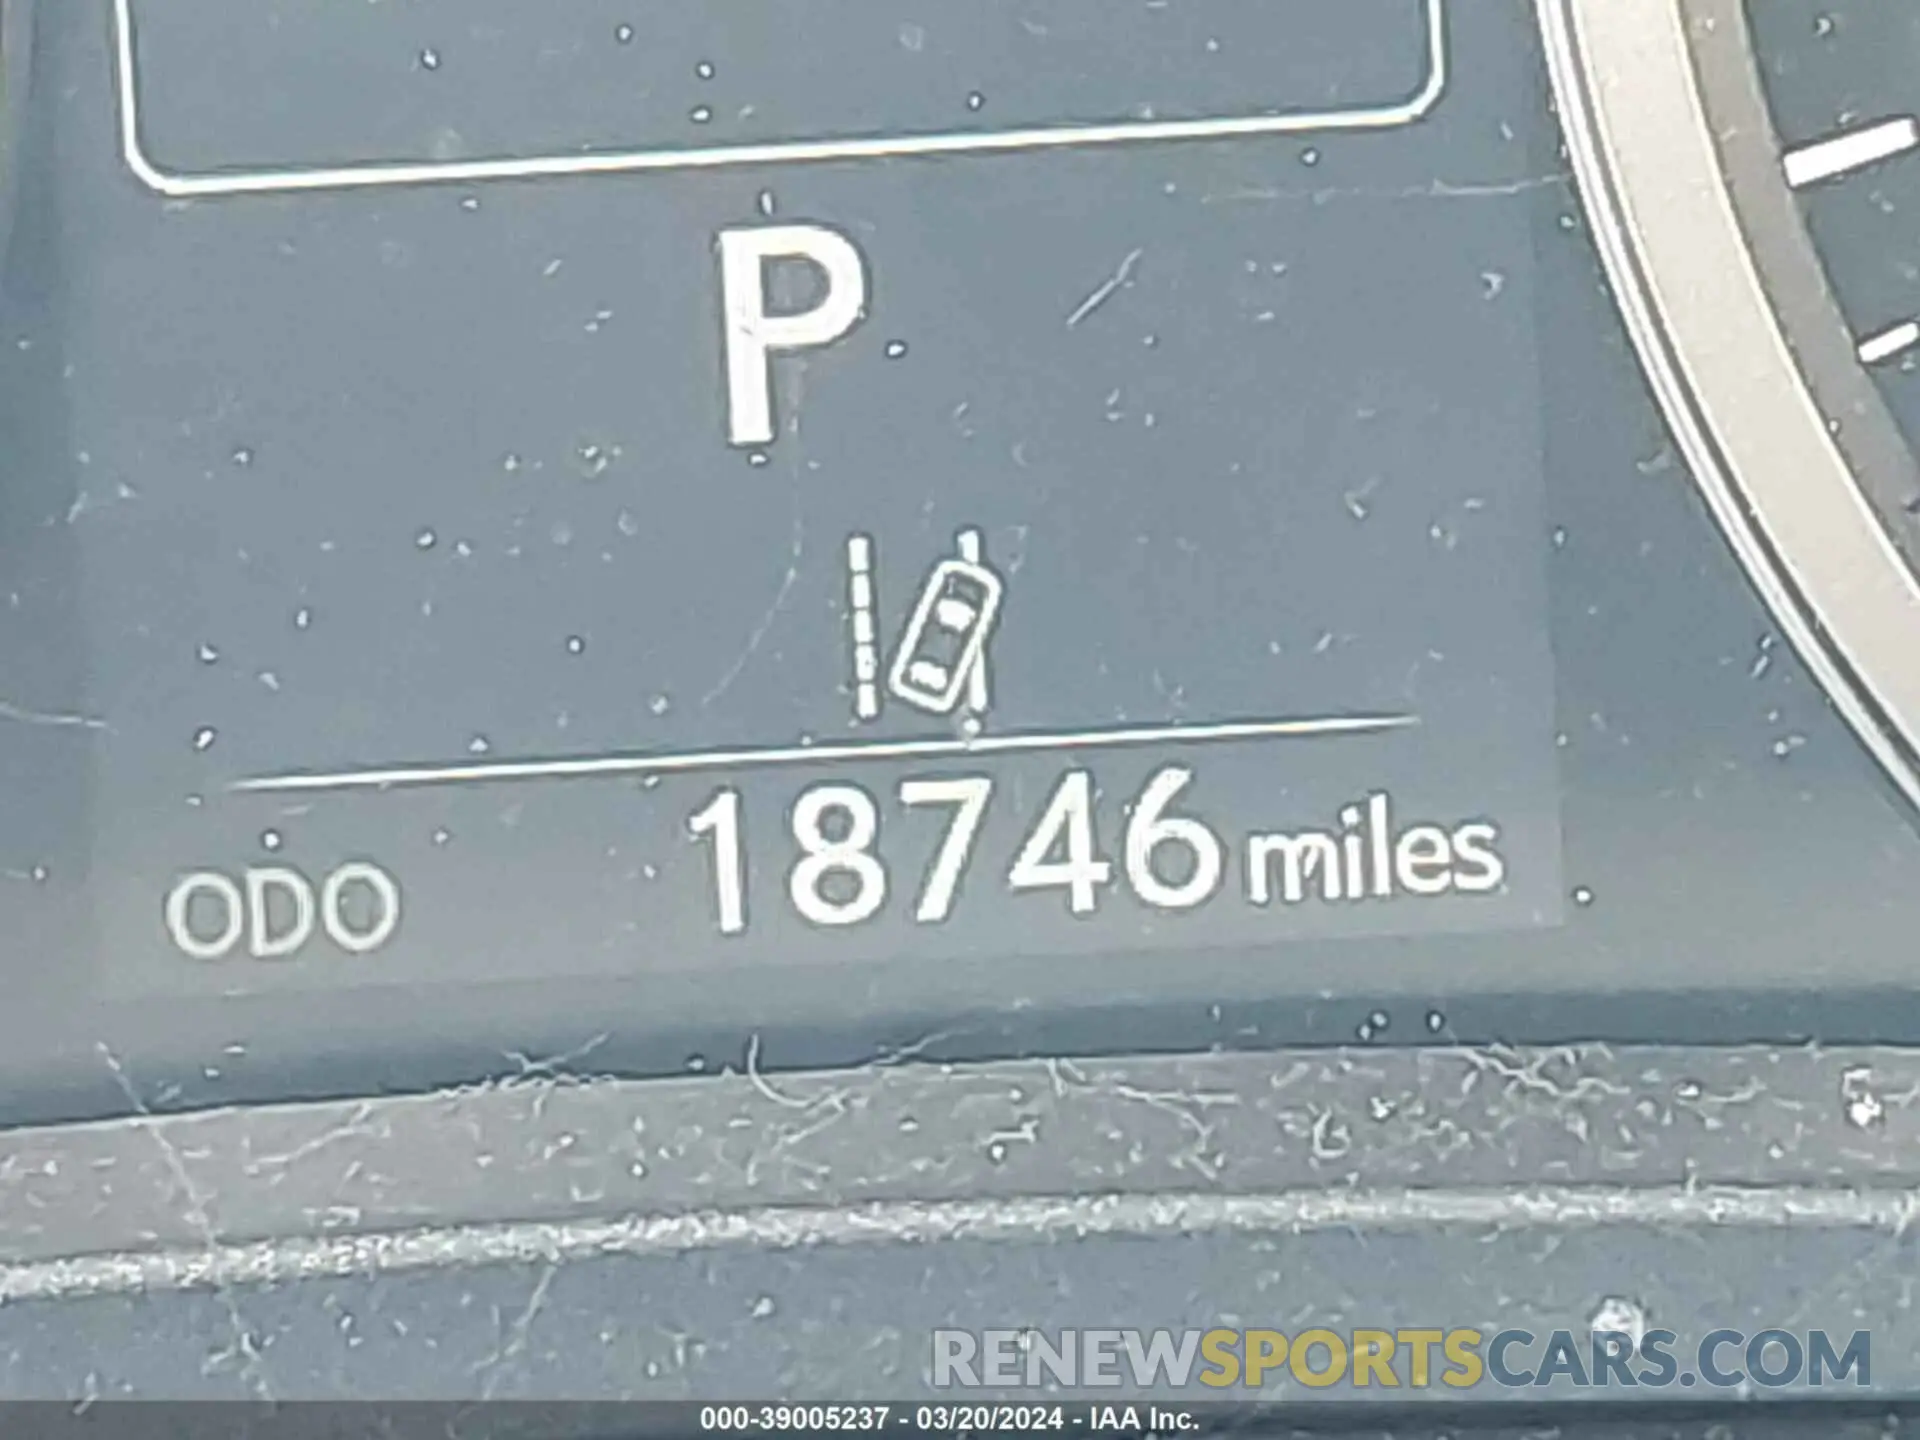 P
ODO 18746 miles
RENEWSPORTSCARS.COM
000-39005237 - 03/20/2024 - IAA Inc.